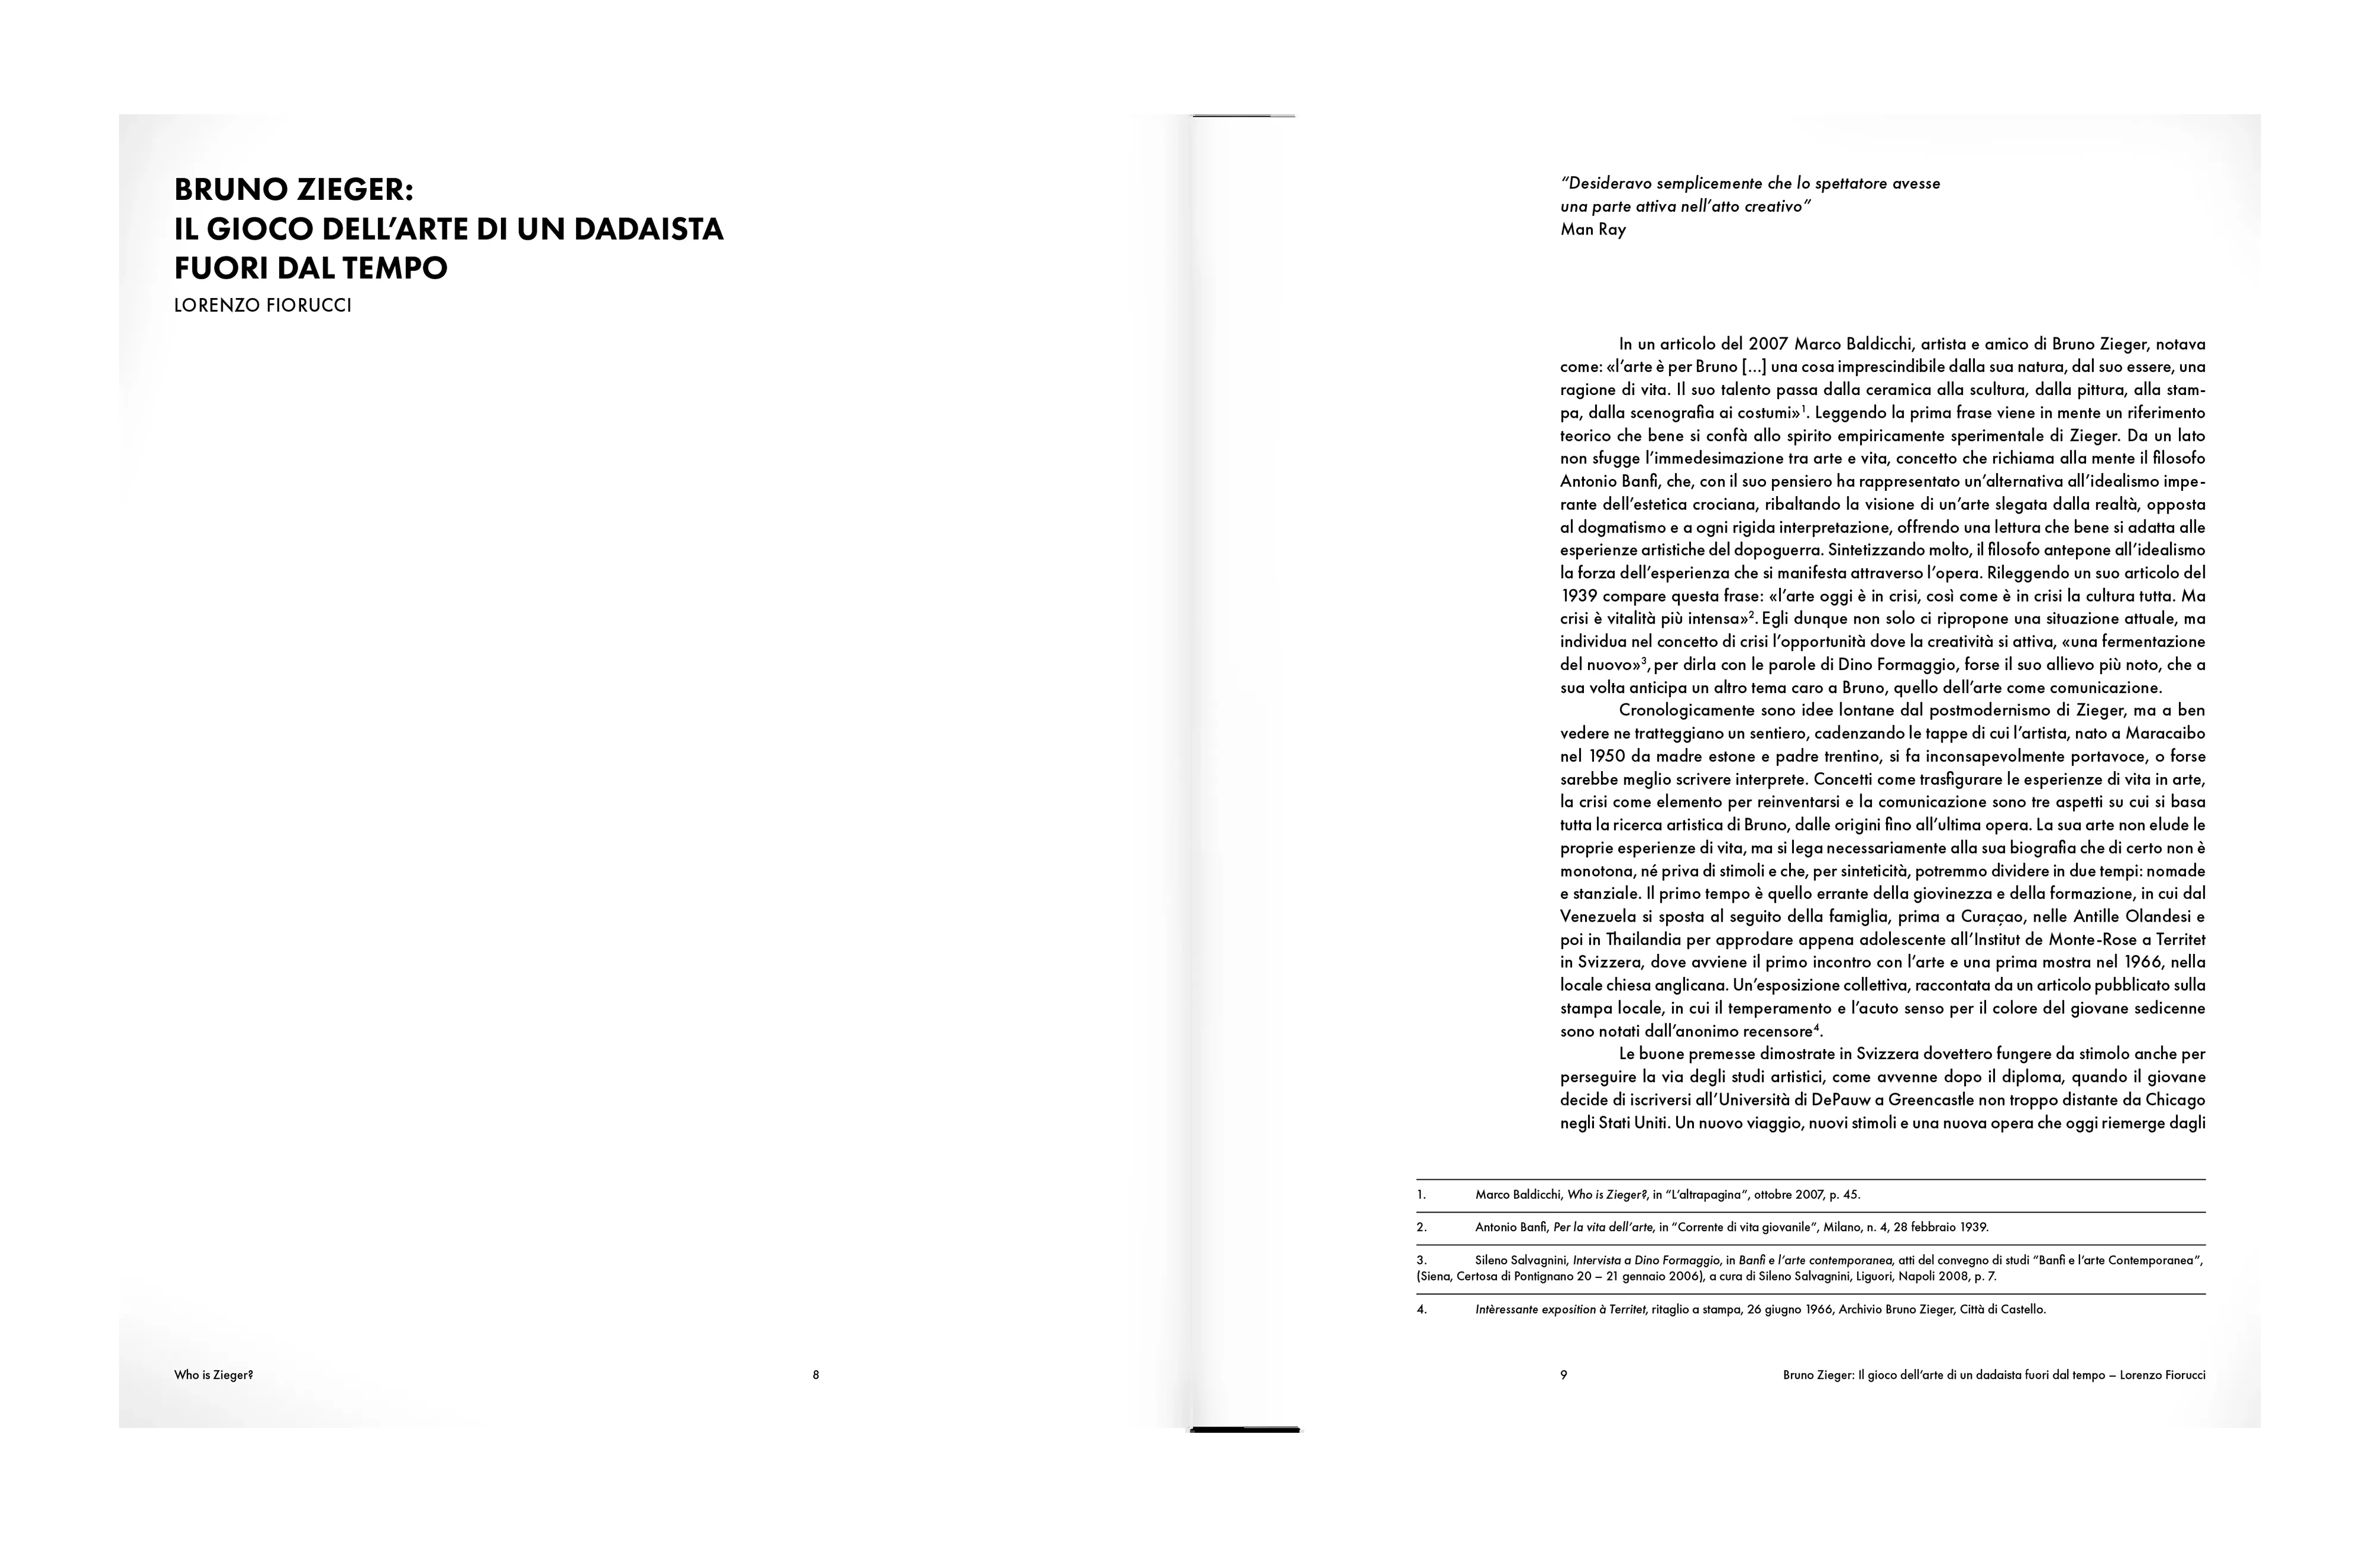 BRUNO ZIEGER:
IL GIOCO DELL’ARTE DI UN DADAISTA
FUORI DAL TEMPO
LORENZO FIORUCCI
Who is Zieger?
8
“Desideravo semplicemente che lo spettatore avesse
una parte attiva nell’atto creativo”
Man Ray
In un articolo del 2007 Marco Baldicchi, artista e amico di Bruno Zieger, notava
come: «l’arte è per Bruno [...] una cosa imprescindibile dalla sua natura, dal suo essere, una
ragione di vita. Il suo talento passa dalla ceramica alla scultura, dalla pittura, alla stam-
pa, dalla scenografia ai costumi»¹. Leggendo la prima frase viene in mente un riferimento
teorico che bene si confà allo spirito empiricamente sperimentale di Zieger. Da un lato
non sfugge l’immedesimazione tra arte e vita, concetto che richiama alla mente il filosofo
Antonio Banfi, che, con il suo pensiero ha rappresentato un’alternativa all’idealismo impe-
rante dell’estetica crociana, ribaltando la visione di un’arte slegata dalla realtà, opposta
al dogmatismo e a ogni rigida interpretazione, offrendo una lettura che bene si adatta alle
esperienze artistiche del dopoguerra. Sintetizzando molto, il filosofo antepone all’idealismo
la forza dell’esperienza che si manifesta attraverso l’opera. Rileggendo un suo articolo del
1939 compare questa frase: «l’arte oggi è in crisi, così come è in crisi la cultura tutta. Ma
crisi è vitalità più intensa»². Egli dunque non solo ci ripropone una situazione attuale, ma
individua nel concetto di crisi l’opportunità dove la creatività si attiva, «una fermentazione
del nuovo»³, per dirla con le parole di Dino Formaggio, forse il suo allievo più noto, che a
sua volta anticipa un altro tema caro a Bruno, quello dell’arte come comunicazione.
Cronologicamente sono idee lontane dal postmodernismo di Zieger, ma a ben
vedere ne tratteggiano un sentiero, cadenzando le tappe di cui l’artista, nato a Maracaibo
nel 1950 da madre estone e padre trentino, si fa inconsapevolmente portavoce, o forse
sarebbe meglio scrivere interprete. Concetti come trasfigurare le esperienze di vita in arte,
la crisi come elemento per reinventarsi e la comunicazione sono tre aspetti su cui si basa
tutta la ricerca artistica di Bruno, dalle origini fino all’ultima opera. La sua arte non elude le
proprie esperienze di vita, ma si lega necessariamente alla sua biografia che di certo non è
monotona, né priva di stimoli e che, per sinteticità, potremmo dividere in due tempi: nomade
e stanziale. Il primo tempo è quello errante della giovinezza e della formazione, in cui dal
Venezuela si sposta al seguito della famiglia, prima a Curaçao, nelle Antille Olandesi e
poi in Thailandia per approdare appena adolescente all’Institut de Monte-Rose a Territet
in Svizzera, dove avviene il primo incontro con l’arte e una prima mostra nel 1966, nella
locale chiesa anglicana. Un’esposizione collettiva, raccontata da un articolo pubblicato sulla
stampa locale, in cui il temperamento e l’acuto senso per il colore del giovane sedicenne
sono notati dall’anonimo recensore⁴.
Le buone premesse dimostrate in Svizzera dovettero fungere da stimolo anche per
perseguire la via degli studi artistici, come avvenne dopo il diploma, quando il giovane
decide di iscriversi all’Università di DePauw a Greencastle non troppo distante da Chicago
negli Stati Uniti. Un nuovo viaggio, nuovi stimoli e una nuova opera che oggi riemerge dagli
1. Marco Baldicchi, Who is Zieger?, in “L’altrapagina”, ottobre 2007, p. 45.
2. Antonio Banfi, Per la vita dell’arte, in “Corrente di vita giovanile”, Milano, n. 4, 28 febbraio 1939.
3. Sileno Salvagnini, Intervista a Dino Formaggio, in Banfi e l’arte contemporanea, atti del convegno di studi “Banfi e l’arte Contemporanea”,
(Siena, Certosa di Pontignano 20 – 21 gennaio 2006), a cura di Sileno Salvagnini, Liguori, Napoli 2008, p. 7.
4. Intèressante exposition à Territet, ritaglio a stampa, 26 giugno 1966, Archivio Bruno Zieger, Città di Castello.
9
Bruno Zieger: Il gioco dell’arte di un dadaista fuori dal tempo – Lorenzo Fiorucci